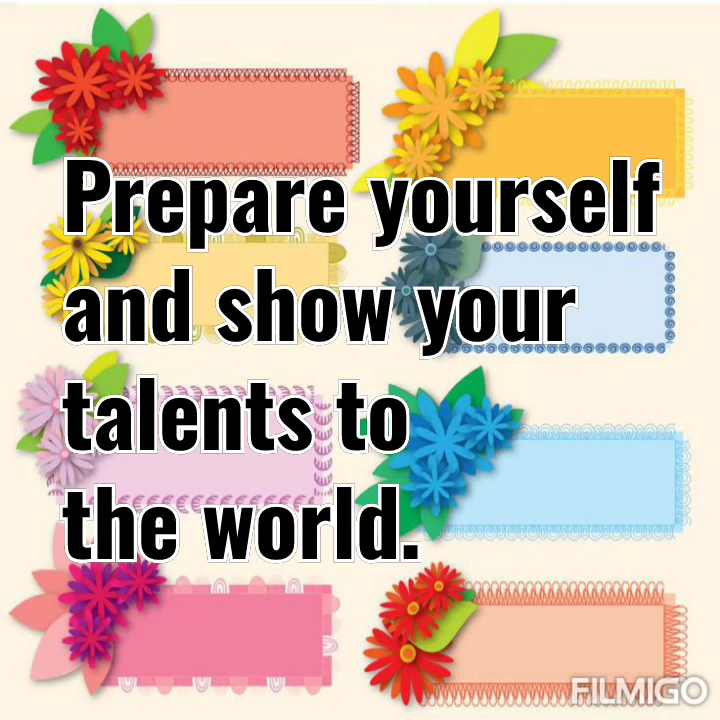 Prepare yourself
and show your
talents to
the world.
FILMIGO